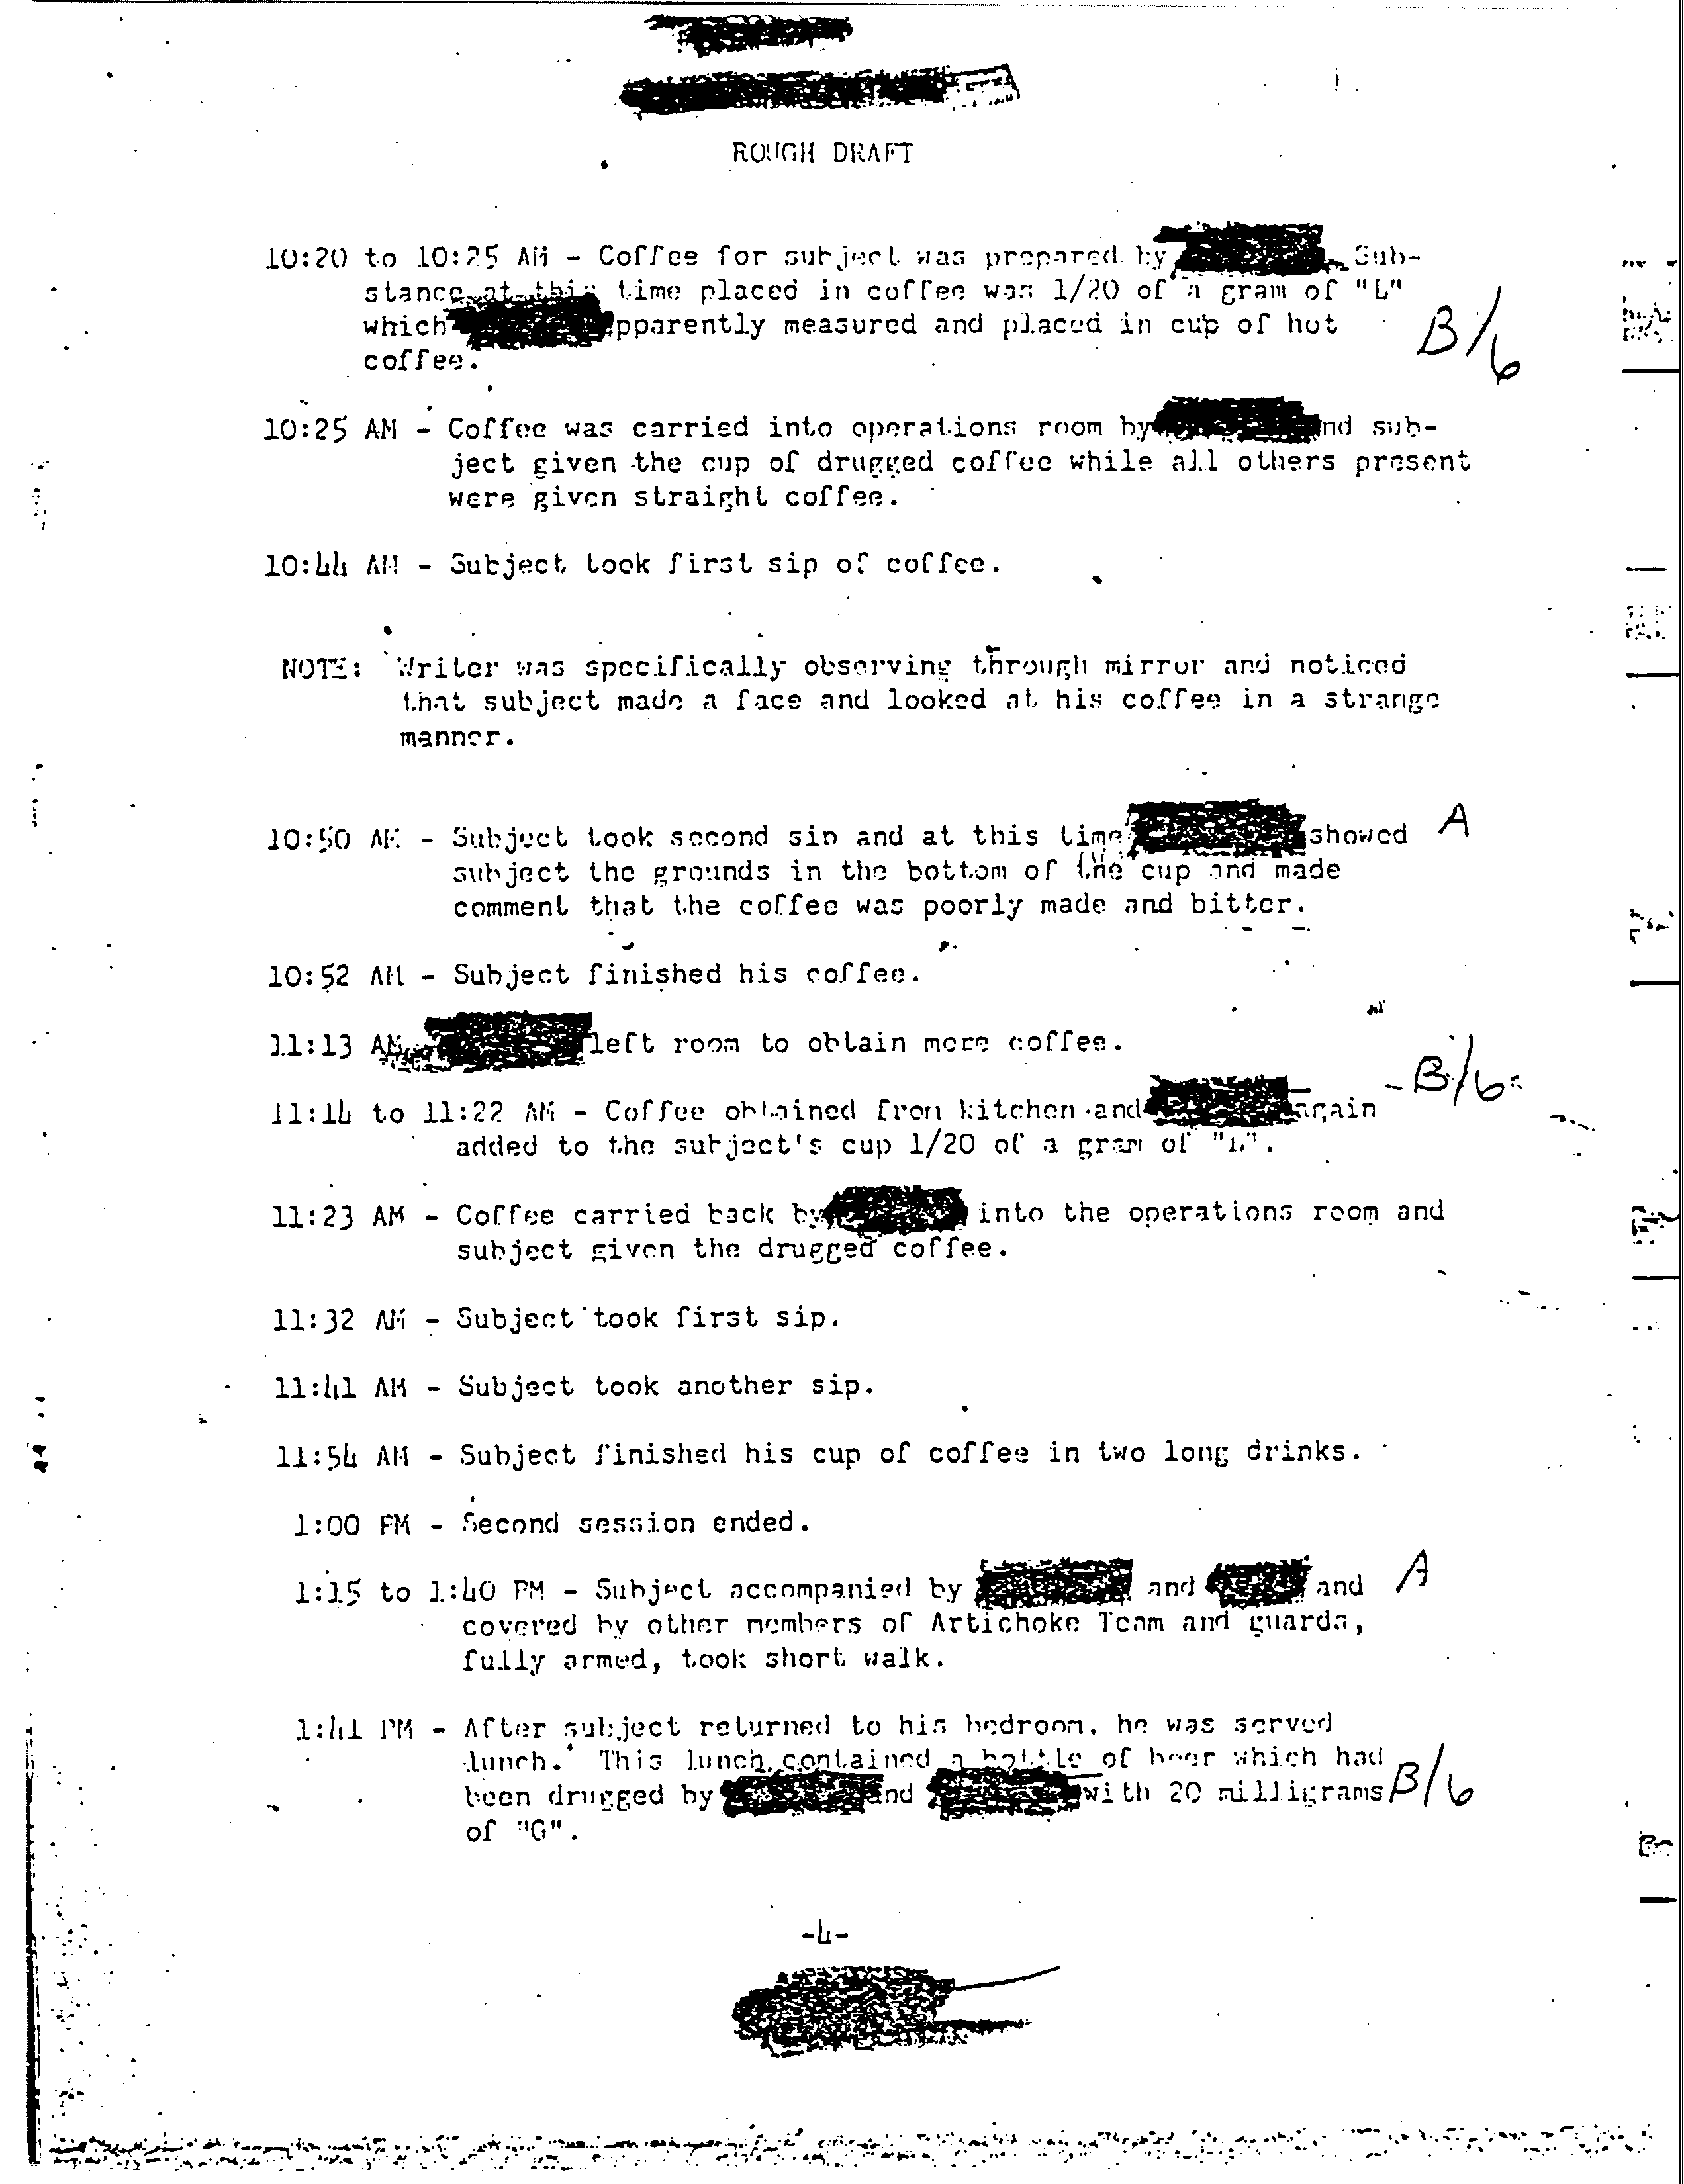 ROUGH DRAFT
10:20 to 10:25 AM - Coffee for subject was prepared by Sub-
stance at this time placed in coffee was 1/20 of a gram of "L"
which apparently measured and placed in cup of hot
coffee.
B/6
10:25 AM - Coffee was carried into operations room by and sub-
ject given the cup of drugged coffee while all others present
were given straight coffee.
10:44 AM - Subject took first sip of coffee.
NOTE: Writer was specifically observing through mirror and noticed
that subject made a face and looked at his coffee in a strange
manner.
10:50 AM - Subject took second sip and at this time showed A
subject the grounds in the bottom of the cup and made
comment that the coffee was poorly made and bitter.
10:52 AM - Subject finished his coffee.
11:13 AM left room to obtain more coffee.
B/6
11:14 to 11:22 AM - Coffee obtained from kitchen and again
added to the subject's cup 1/20 of a gram of "L".
11:23 AM - Coffee carried back by into the operations room and
subject given the drugged coffee.
11:32 AM - Subject took first sip.
11:41 AM - Subject took another sip.
11:54 AM - Subject finished his cup of coffee in two long drinks.
1:00 PM - Second session ended.
1:15 to 1:40 PM - Subject accompanied by and and A
covered by other members of Artichoke Team and guards,
fully armed, took short walk.
1:41 PM - After subject returned to his bedroom, he was served
lunch. This lunch contained a bottle of beer which had
been drugged by and with 20 milligrams B/6
of "G".
-4-